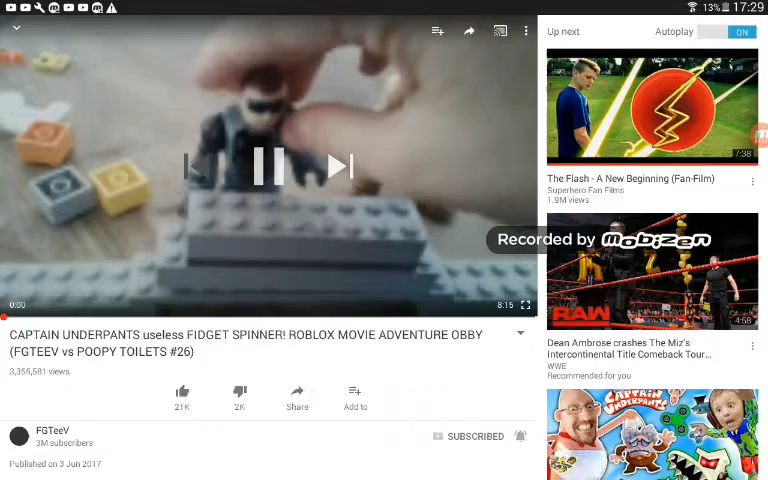 13% 17:29
Up next Autoplay ON
7:38
The Flash - A New Beginning (Fan-Film)
Superhero Fan Films
1.9M views
Recorded by mobizen
RAW
4:58
0:00 8:15
CAPTAIN UNDERPANTS useless FIDGET SPINNER! ROBLOX MOVIE ADVENTURE OBBY
(FGTEEV vs POOPY TOILETS #26)
3,355,581 views
Dean Ambrose crashes The Miz's
Intercontinental Title Comeback Tour...
WWE
Recommended for you
21K 2K Share Add to
CAPTAIN
UNDERPANTS
FGTeeV
3M subscribers
SUBSCRIBED
Published on 3 Jun 2017